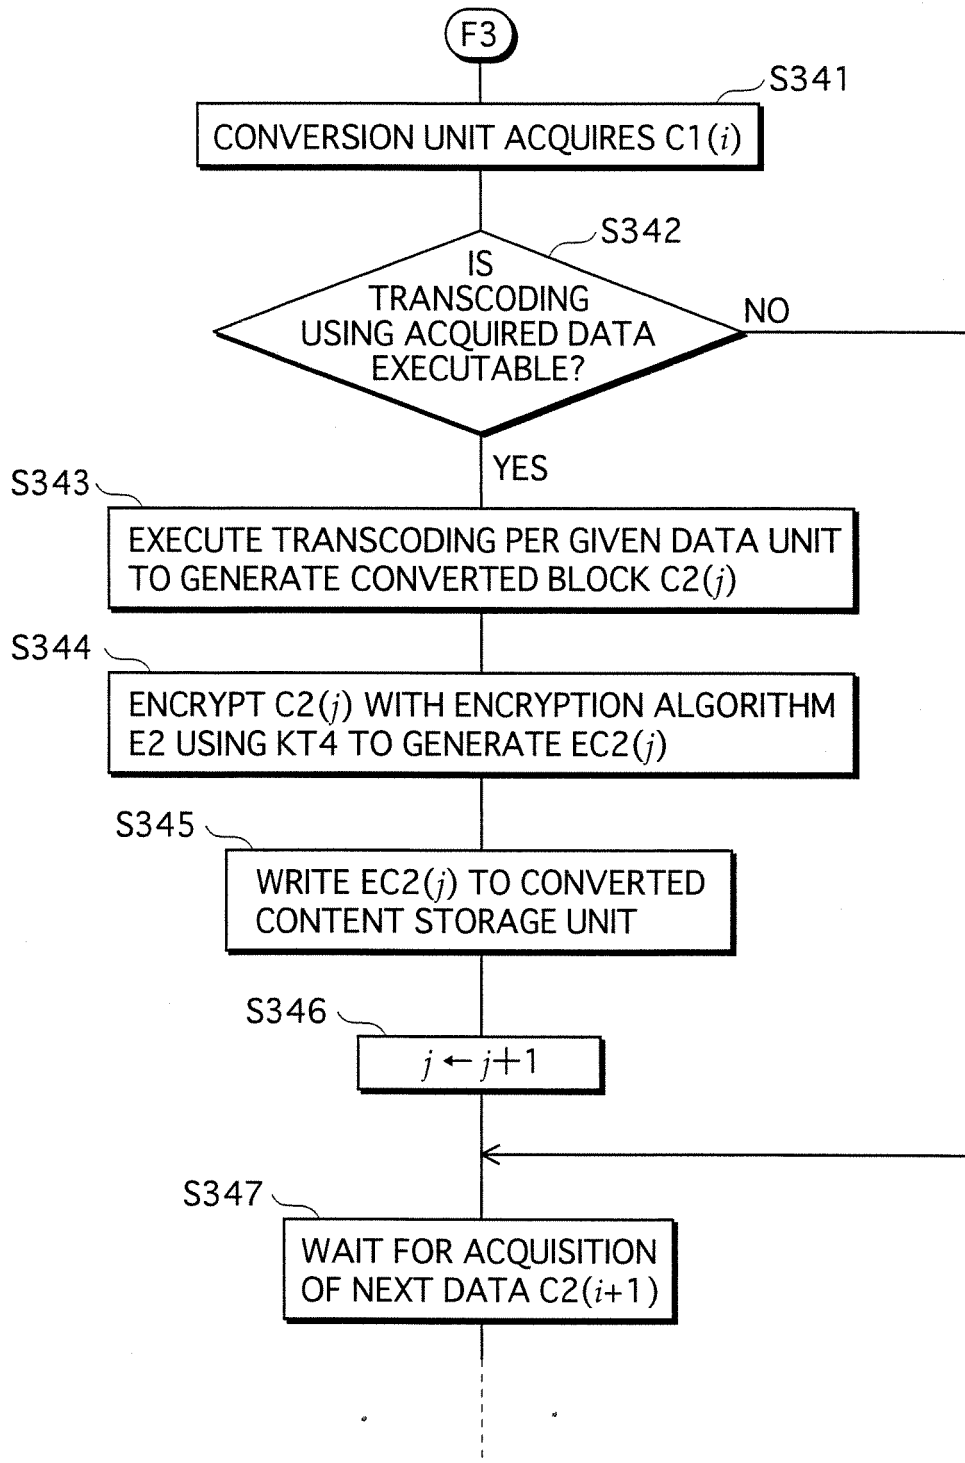 F3
S341
CONVERSION UNIT ACQUIRES C1(i)
S342
IS
TRANSCODING
USING ACQUIRED DATA
EXECUTABLE?
NO
YES
S343
EXECUTE TRANSCODING PER GIVEN DATA UNIT
TO GENERATE CONVERTED BLOCK C2(j)
S344
ENCRYPT C2(j) WITH ENCRYPTION ALGORITHM
E2 USING KT4 TO GENERATE EC2(j)
S345
WRITE EC2(j) TO CONVERTED
CONTENT STORAGE UNIT
S346
j ← j+1
S347
WAIT FOR ACQUISITION
OF NEXT DATA C2(i+1)